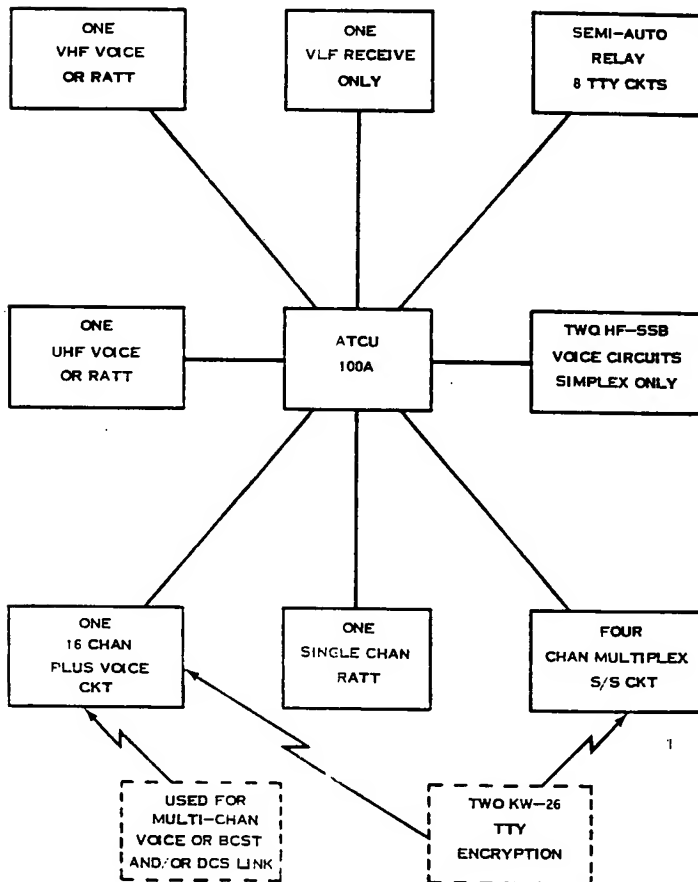 ONE
VHF VOICE
OR RATT
ONE
VLF RECEIVE
ONLY
SEMI-AUTO
RELAY
8 TTY CKTS
ONE
UHF VOICE
OR RATT
ATCU
100A
TWO HF-SSB
VOICE CIRCUITS
SIMPLEX ONLY
ONE
16 CHAN
PLUS VOICE
CKT
ONE
SINGLE CHAN
RATT
FOUR
CHAN MULTIPLEX
S/S CKT
1
USED FOR
MULTI-CHAN
VOICE OR BCST
AND/OR DCS LINK
TWO KW-26
TTY
ENCRYPTION